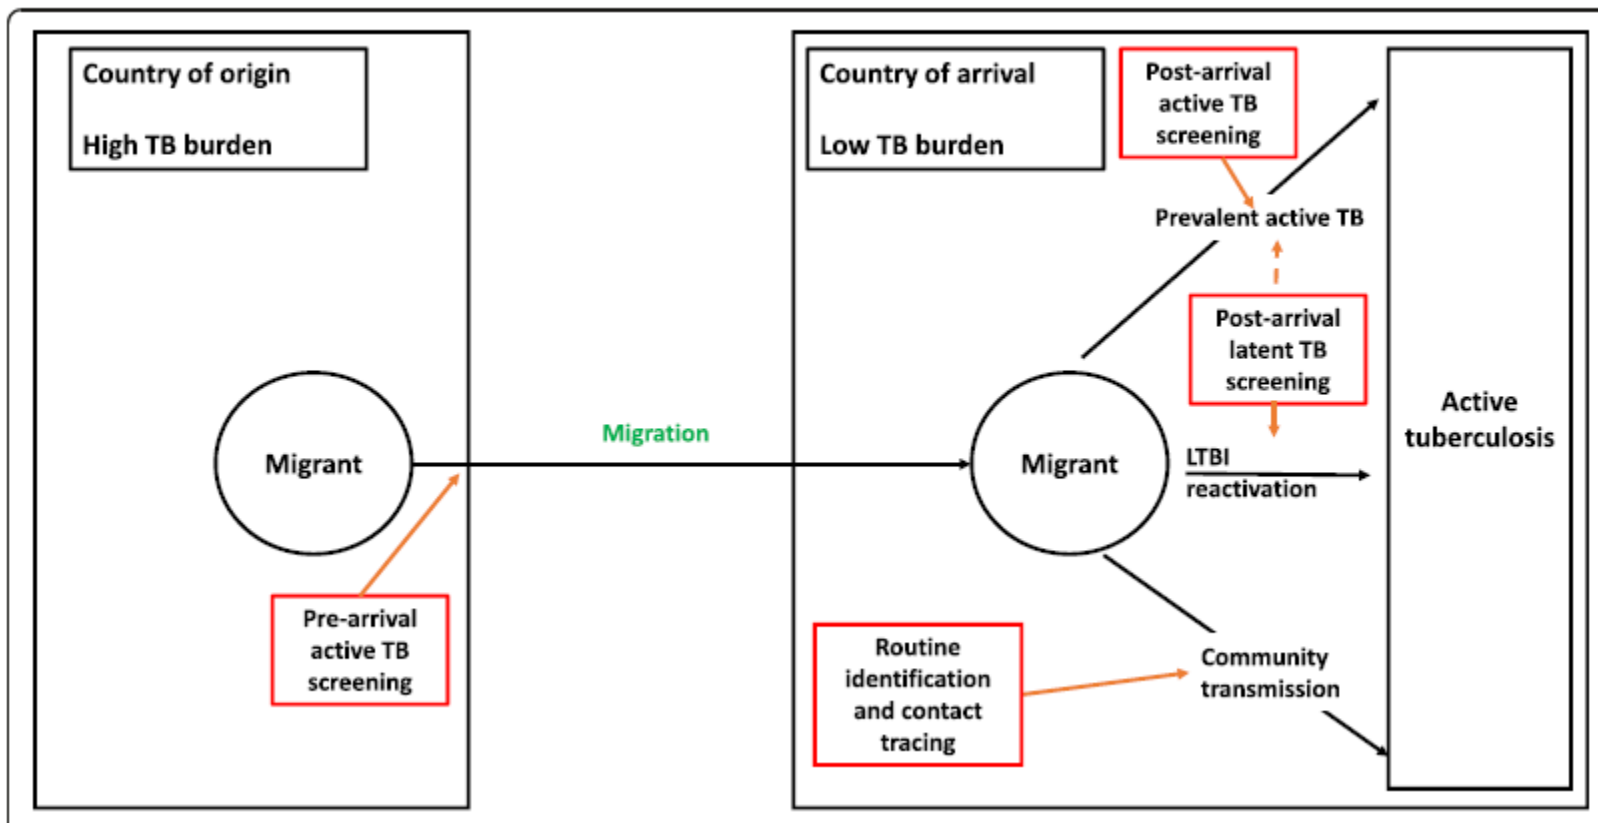 Country of origin
High TB burden
Migrant
Pre-arrival
active TB
screening
Migration
Country of arrival
Low TB burden
Post-arrival
active TB
screening
Prevalent active TB
Post-arrival
latent TB
screening
Migrant
LTBI
reactivation
Routine
identification
and contact
tracing
Community
transmission
Active
tuberculosis